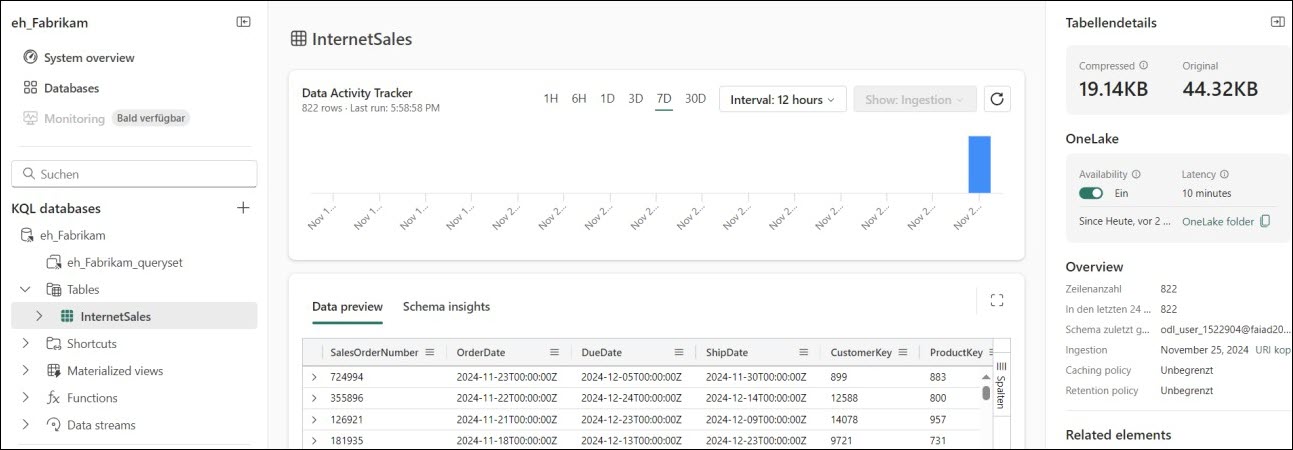 eh_Fabrikam
System overview
Databases
Monitoring Bald verfügbar
Suchen
KQL databases
eh_Fabrikam
eh_Fabrikam_queryset
Tables
InternetSales
Shortcuts
Materialized views
Functions
Data streams
InternetSales
Data Activity Tracker
822 rows · Last run: 5:58:58 PM
1H 6H 1D 3D 7D 30D Interval: 12 hours Show: Ingestion
Nov 1... Nov 1... Nov 1... Nov 1... Nov 2... Nov 2... Nov 2... Nov 2... Nov 2... Nov 2... Nov 2... Nov 2... Nov 2... Nov 2... Nov 2...
Data preview Schema insights
SalesOrderNumber OrderDate DueDate ShipDate CustomerKey ProductKey
724994 2024-11-23T00:00:00Z 2024-12-05T00:00:00Z 2024-11-30T00:00:00Z 899 883
355896 2024-11-22T00:00:00Z 2024-12-24T00:00:00Z 2024-12-14T00:00:00Z 12588 800
126921 2024-11-21T00:00:00Z 2024-12-23T00:00:00Z 2024-12-09T00:00:00Z 14078 957
181935 2024-11-18T00:00:00Z 2024-12-13T00:00:00Z 2024-12-23T00:00:00Z 9721 731
Spalten
Tabellendetails
Compressed Original
19.14KB 44.32KB
OneLake
Availability Latency
Ein 10 minutes
Since Heute, vor 2 ... OneLake folder
Overview
Zeilenanzahl 822
In den letzten 24 ... 822
Schema zuletzt g... odl_user_1522904@faiad20...
Ingestion November 25, 2024 URI kop
Caching policy Unbegrenzt
Retention policy Unbegrenzt
Related elements